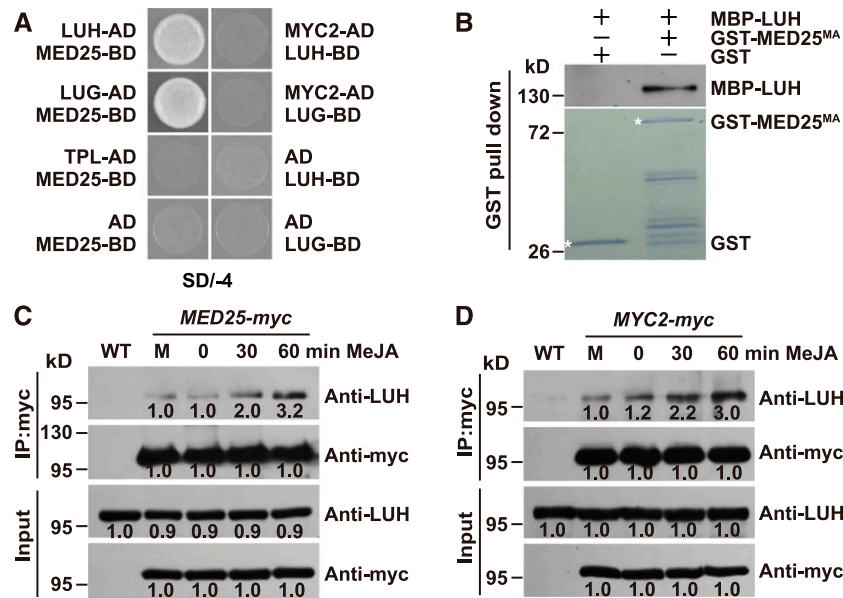 A
LUH-AD
MED25-BD
MYC2-AD
LUH-BD
LUG-AD
MED25-BD
MYC2-AD
LUG-BD
TPL-AD
MED25-BD
AD
LUH-BD
AD
MED25-BD
AD
LUG-BD
SD/-4
B
+ + MBP-LUH
− + GST-MED25ᴹᴬ
+ − GST
kD
GST pull down
130
MBP-LUH
72
* GST-MED25ᴹᴬ
26
* GST
C
MED25-myc
kD WT M 0 30 60 min MeJA
IP:myc
95 Anti-LUH
1.0 1.0 2.0 3.2
130
95 Anti-myc
1.0 1.0 1.0 1.0
Input
95 Anti-LUH
1.0 0.9 0.9 0.9 0.9
95 Anti-myc
1.0 1.0 1.0 1.0
D
MYC2-myc
kD WT M 0 30 60 min MeJA
IP:myc
95 Anti-LUH
1.0 1.2 2.2 3.0
95 Anti-myc
1.0 1.0 1.0 1.0
Input
95 Anti-LUH
1.0 1.0 1.0 1.0 1.0
95 Anti-myc
1.0 1.0 1.0 1.0